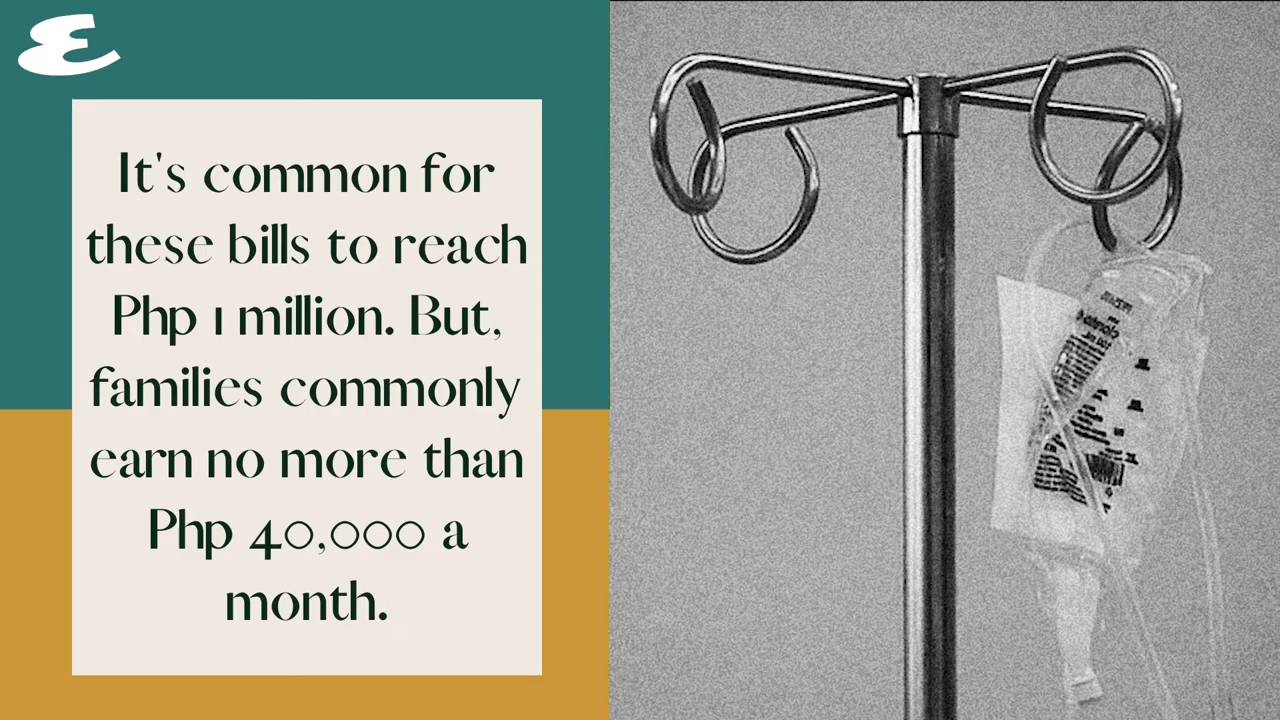 It's common for
these bills to reach
Php 1 million. But,
families commonly
earn no more than
Php 40,000 a
month.